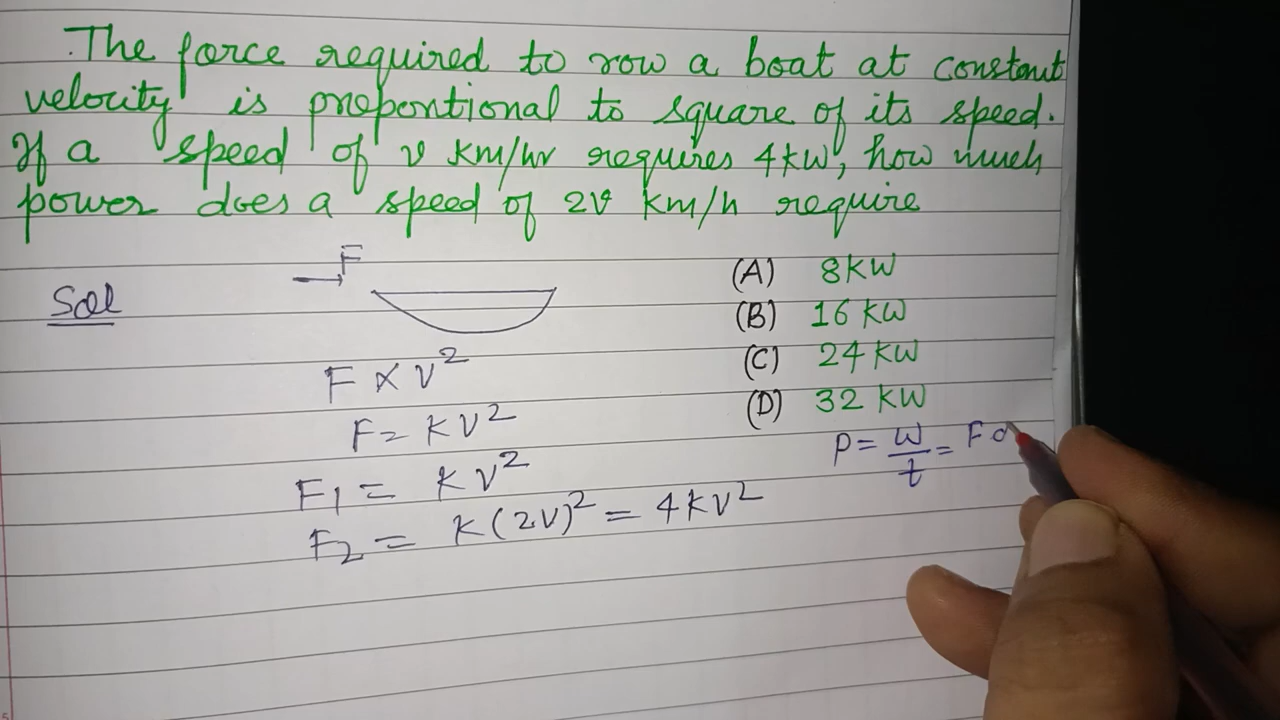 The force required to row a boat at constant
velocity is propentional to square of its speed.
If a speed of v km/hr requires 4kW, how much
power does a speed of 2v km/h require
F
(A) 8KW
Sol
(B) 16 KW
(C) 24 KW
F ∝ v²
(D) 32 KW
F = KV²
P = W/t = Fd
F₁ = KV²
F₂ = K(2V)² = 4KV²